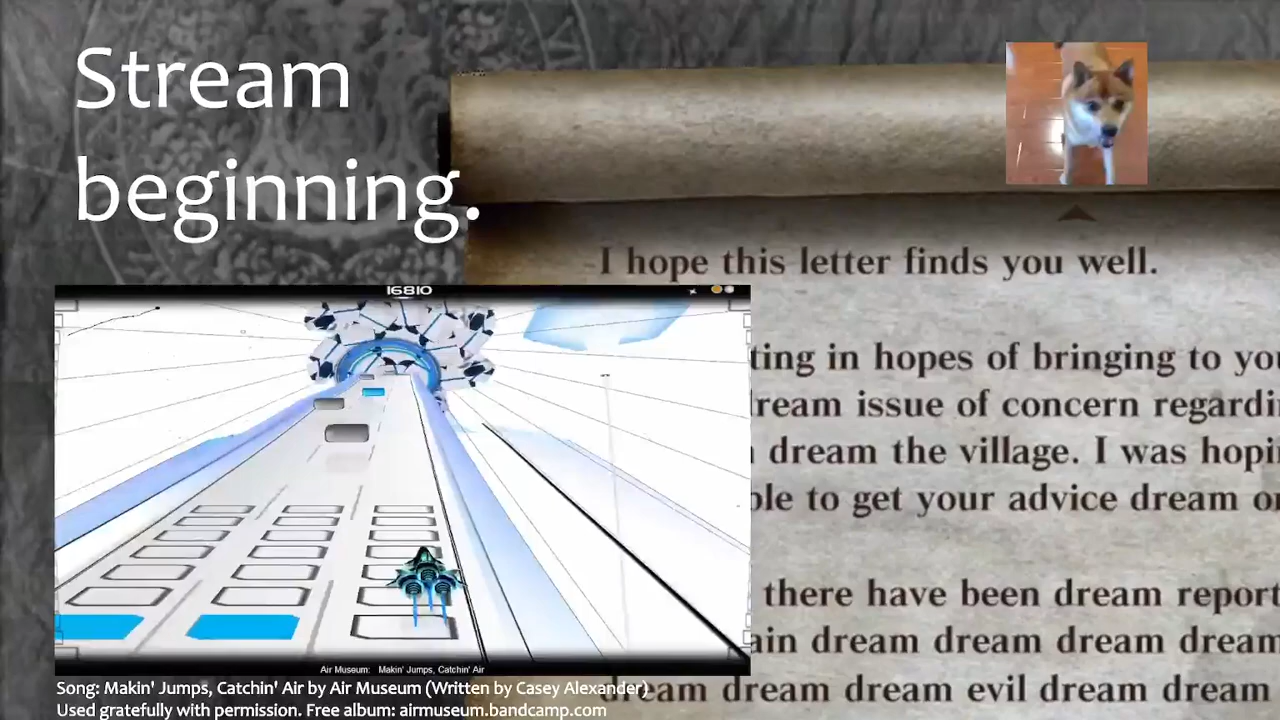 Stream
beginning.
I hope this letter finds you well.
16810
ting in hopes of bringing to you
dream issue of concern regardi
dream the village. I was hopi
ble to get your advice dream o
there have been dream report
ain dream dream dream dream
Air Museum: Makin' Jumps, Catchin' Air
Song: Makin' Jumps, Catchin' Air by Air Museum (Written by Casey Alexander)
dream dream dream evil dream dream
Used gratefully with permission. Free album: airmuseum.bandcamp.com